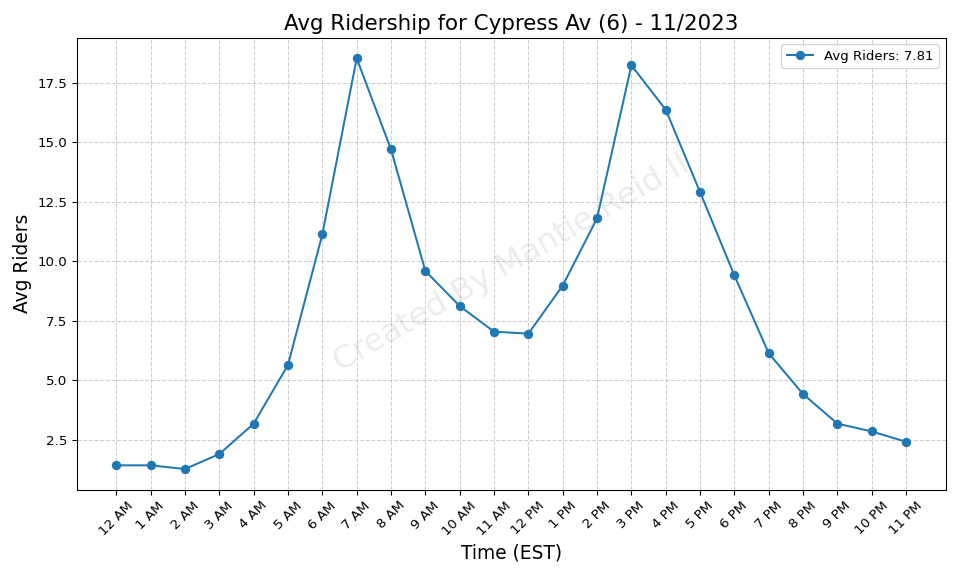 Avg Ridership for Cypress Av (6) - 11/2023
Avg Riders: 7.81
17.5
15.0
12.5
10.0
7.5
5.0
2.5
Avg Riders
Created By Mantie Reid II
12 AM
1 AM
2 AM
3 AM
4 AM
5 AM
6 AM
7 AM
8 AM
9 AM
10 AM
11 AM
12 PM
1 PM
2 PM
3 PM
4 PM
5 PM
6 PM
7 PM
8 PM
9 PM
10 PM
11 PM
Time (EST)